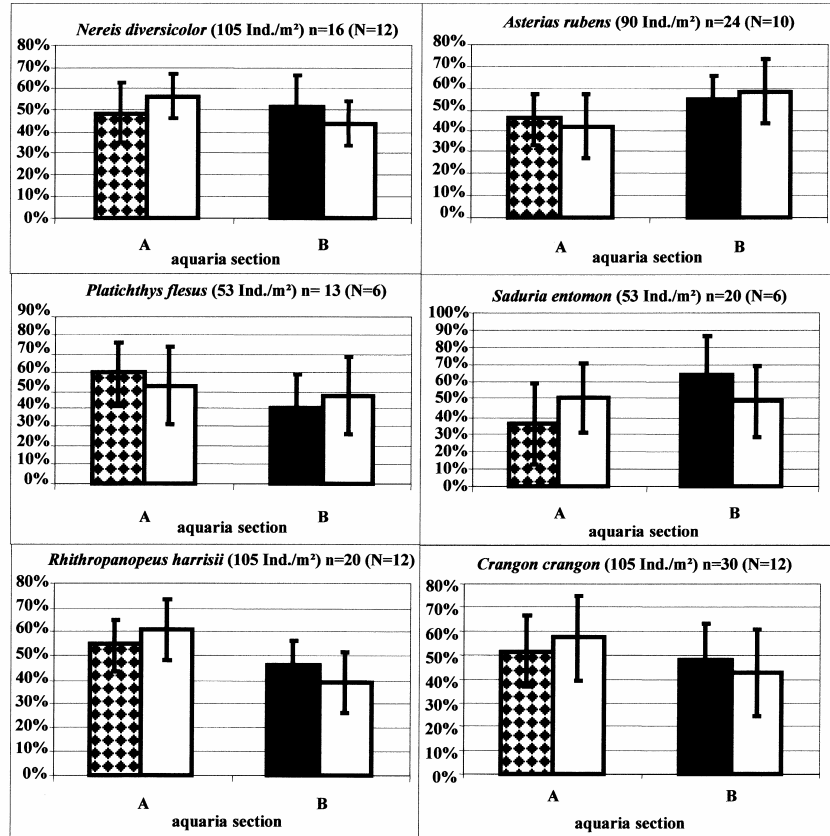 Nereis diversicolor (105 Ind./m²) n=16 (N=12)
80%
70%
60%
50%
40%
30%
20%
10%
0%
A
B
aquaria section
Asterias rubens (90 Ind./m²) n=24 (N=10)
80%
70%
60%
50%
40%
30%
20%
10%
0%
A
B
aquaria section
Platichthys flesus (53 Ind./m²) n= 13 (N=6)
90%
80%
70%
60%
50%
40%
30%
20%
10%
0%
A
B
aquaria section
Saduria entomon (53 Ind./m²) n=20 (N=6)
100%
90%
80%
70%
60%
50%
40%
30%
20%
10%
0%
A
B
aquaria section
Rhithropanopeus harrisii (105 Ind./m²) n=20 (N=12)
80%
70%
60%
50%
40%
30%
20%
10%
0%
A
B
aquaria section
Crangon crangon (105 Ind./m²) n=30 (N=12)
80%
70%
60%
50%
40%
30%
20%
10%
0%
A
B
aquaria section